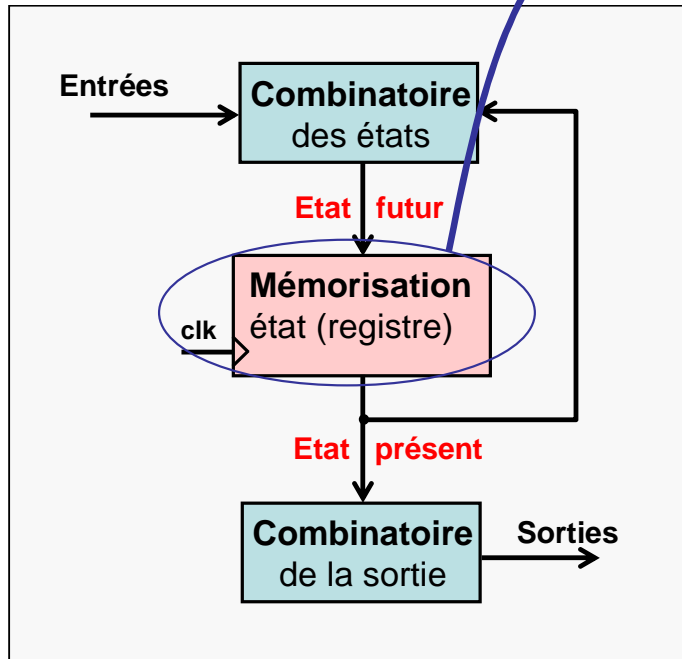 Entrées
Combinatoire
des états
Etat futur
Mémorisation
état (registre)
clk
Etat présent
Combinatoire
de la sortie
Sorties